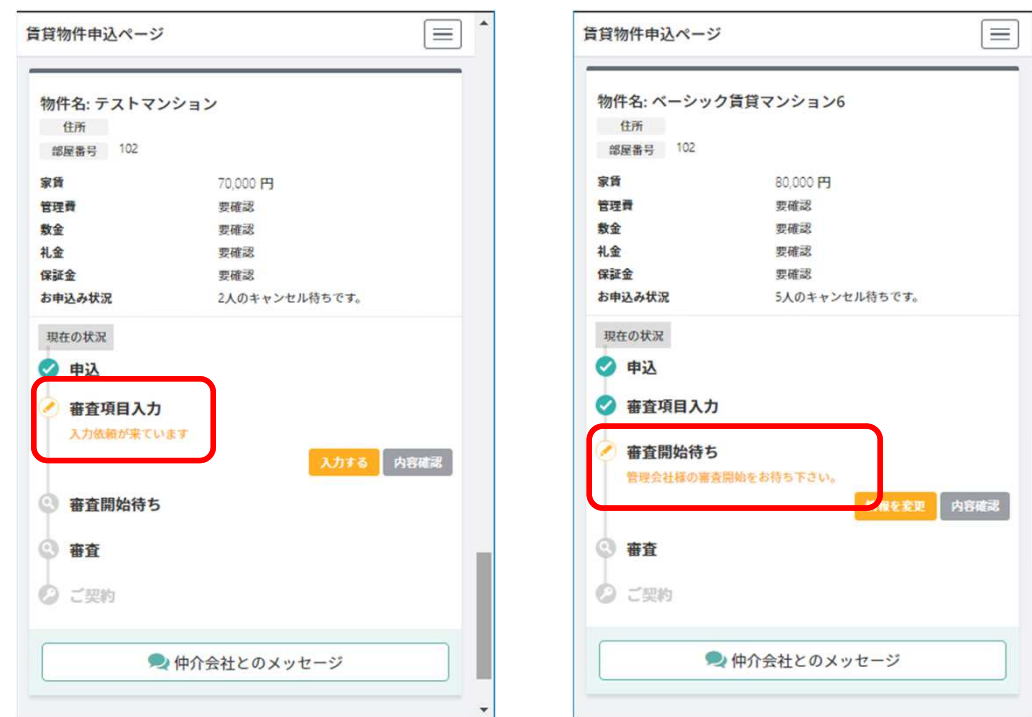 賃貸物件申込ページ
物件名: テストマンション
住所
部屋番号 102
家賃 70,000 円
管理費 要確認
敷金 要確認
礼金 要確認
保証金 要確認
お申込み状況 2人のキャンセル待ちです。
現在の状況
申込
審査項目入力
入力依頼が来ています
入力する 内容確認
審査開始待ち
審査
ご契約
仲介会社とのメッセージ
賃貸物件申込ページ
物件名: ベーシック賃貸マンション6
住所
部屋番号 102
家賃 80,000 円
管理費 要確認
敷金 要確認
礼金 要確認
保証金 要確認
お申込み状況 5人のキャンセル待ちです。
現在の状況
申込
審査項目入力
審査開始待ち
管理会社様の審査開始をお待ち下さい。
情報を変更 内容確認
審査
ご契約
仲介会社とのメッセージ